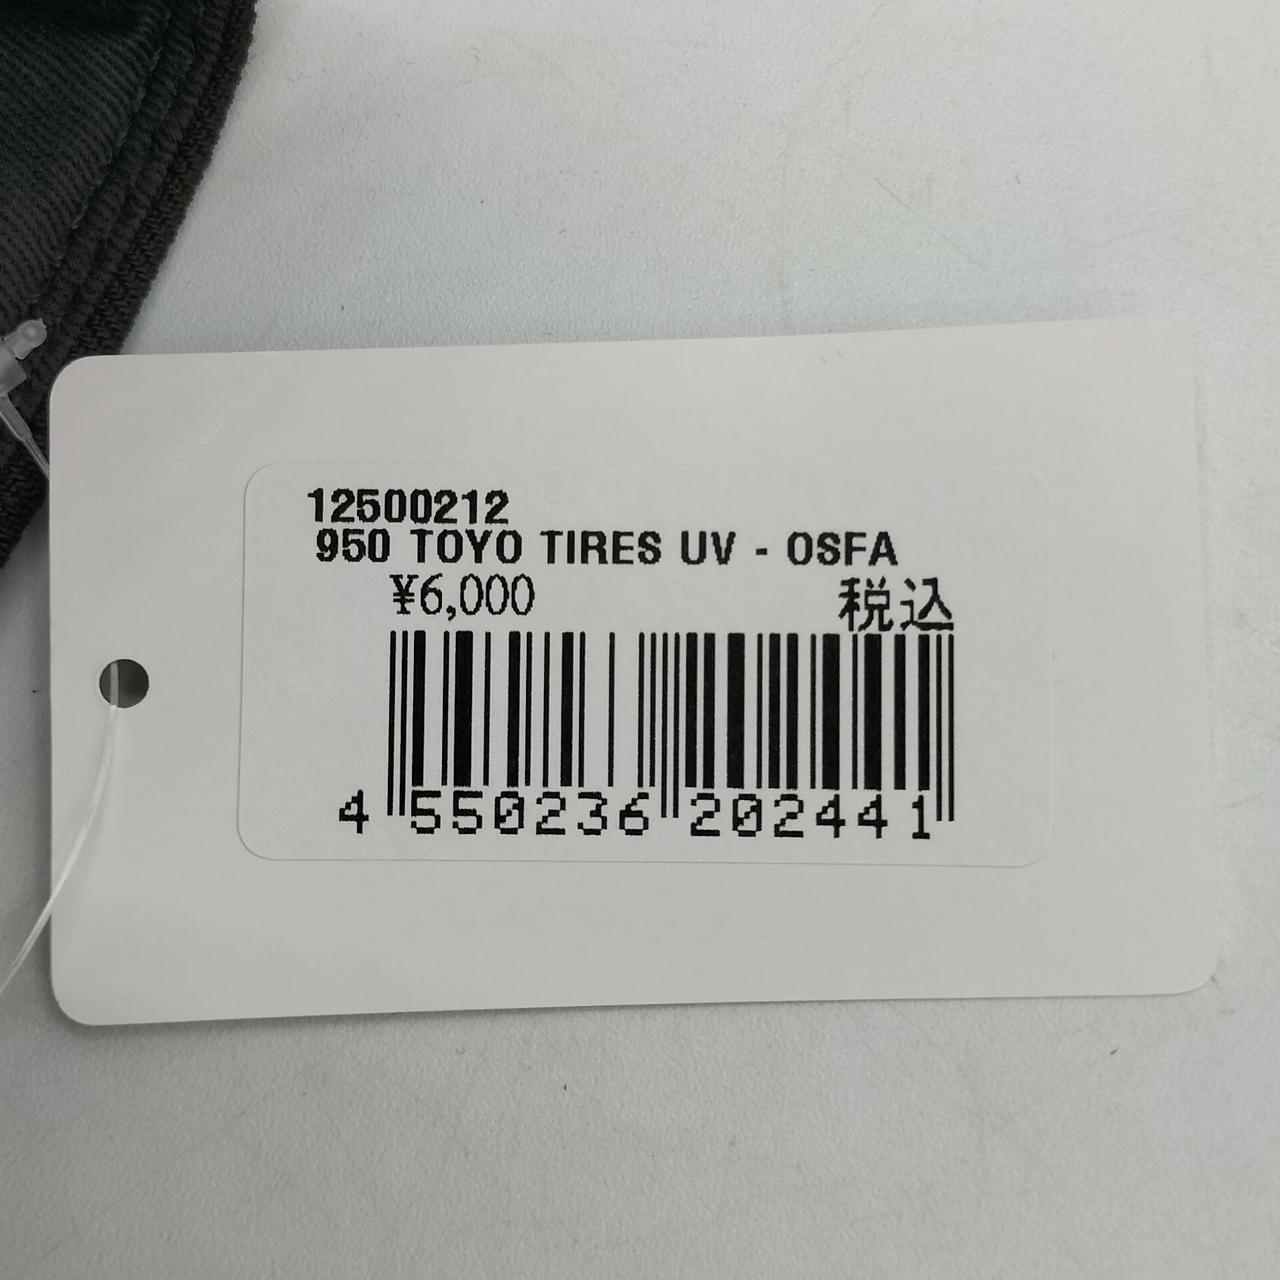 12500212
950 TOYO TIRES UV - OSFA
¥6,000 税込
4 550236 202441